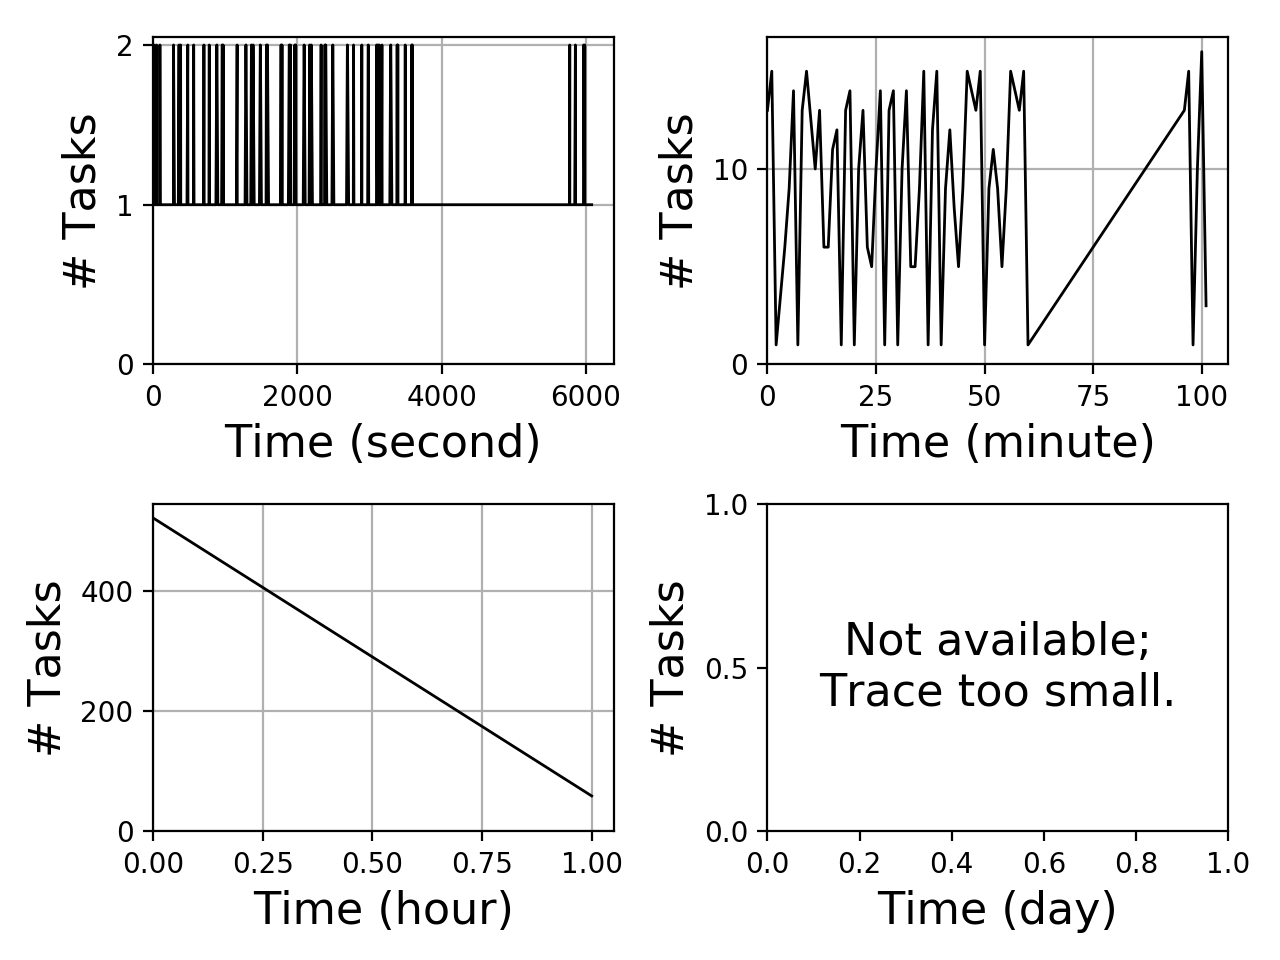 # Tasks
2
1
0
0 2000 4000 6000
Time (second)
# Tasks
10
0
0 25 50 75 100
Time (minute)
# Tasks
400
200
0
0.00 0.25 0.50 0.75 1.00
Time (hour)
# Tasks
1.0
0.5
0.0
Not available;
Trace too small.
0.0 0.2 0.4 0.6 0.8 1.0
Time (day)